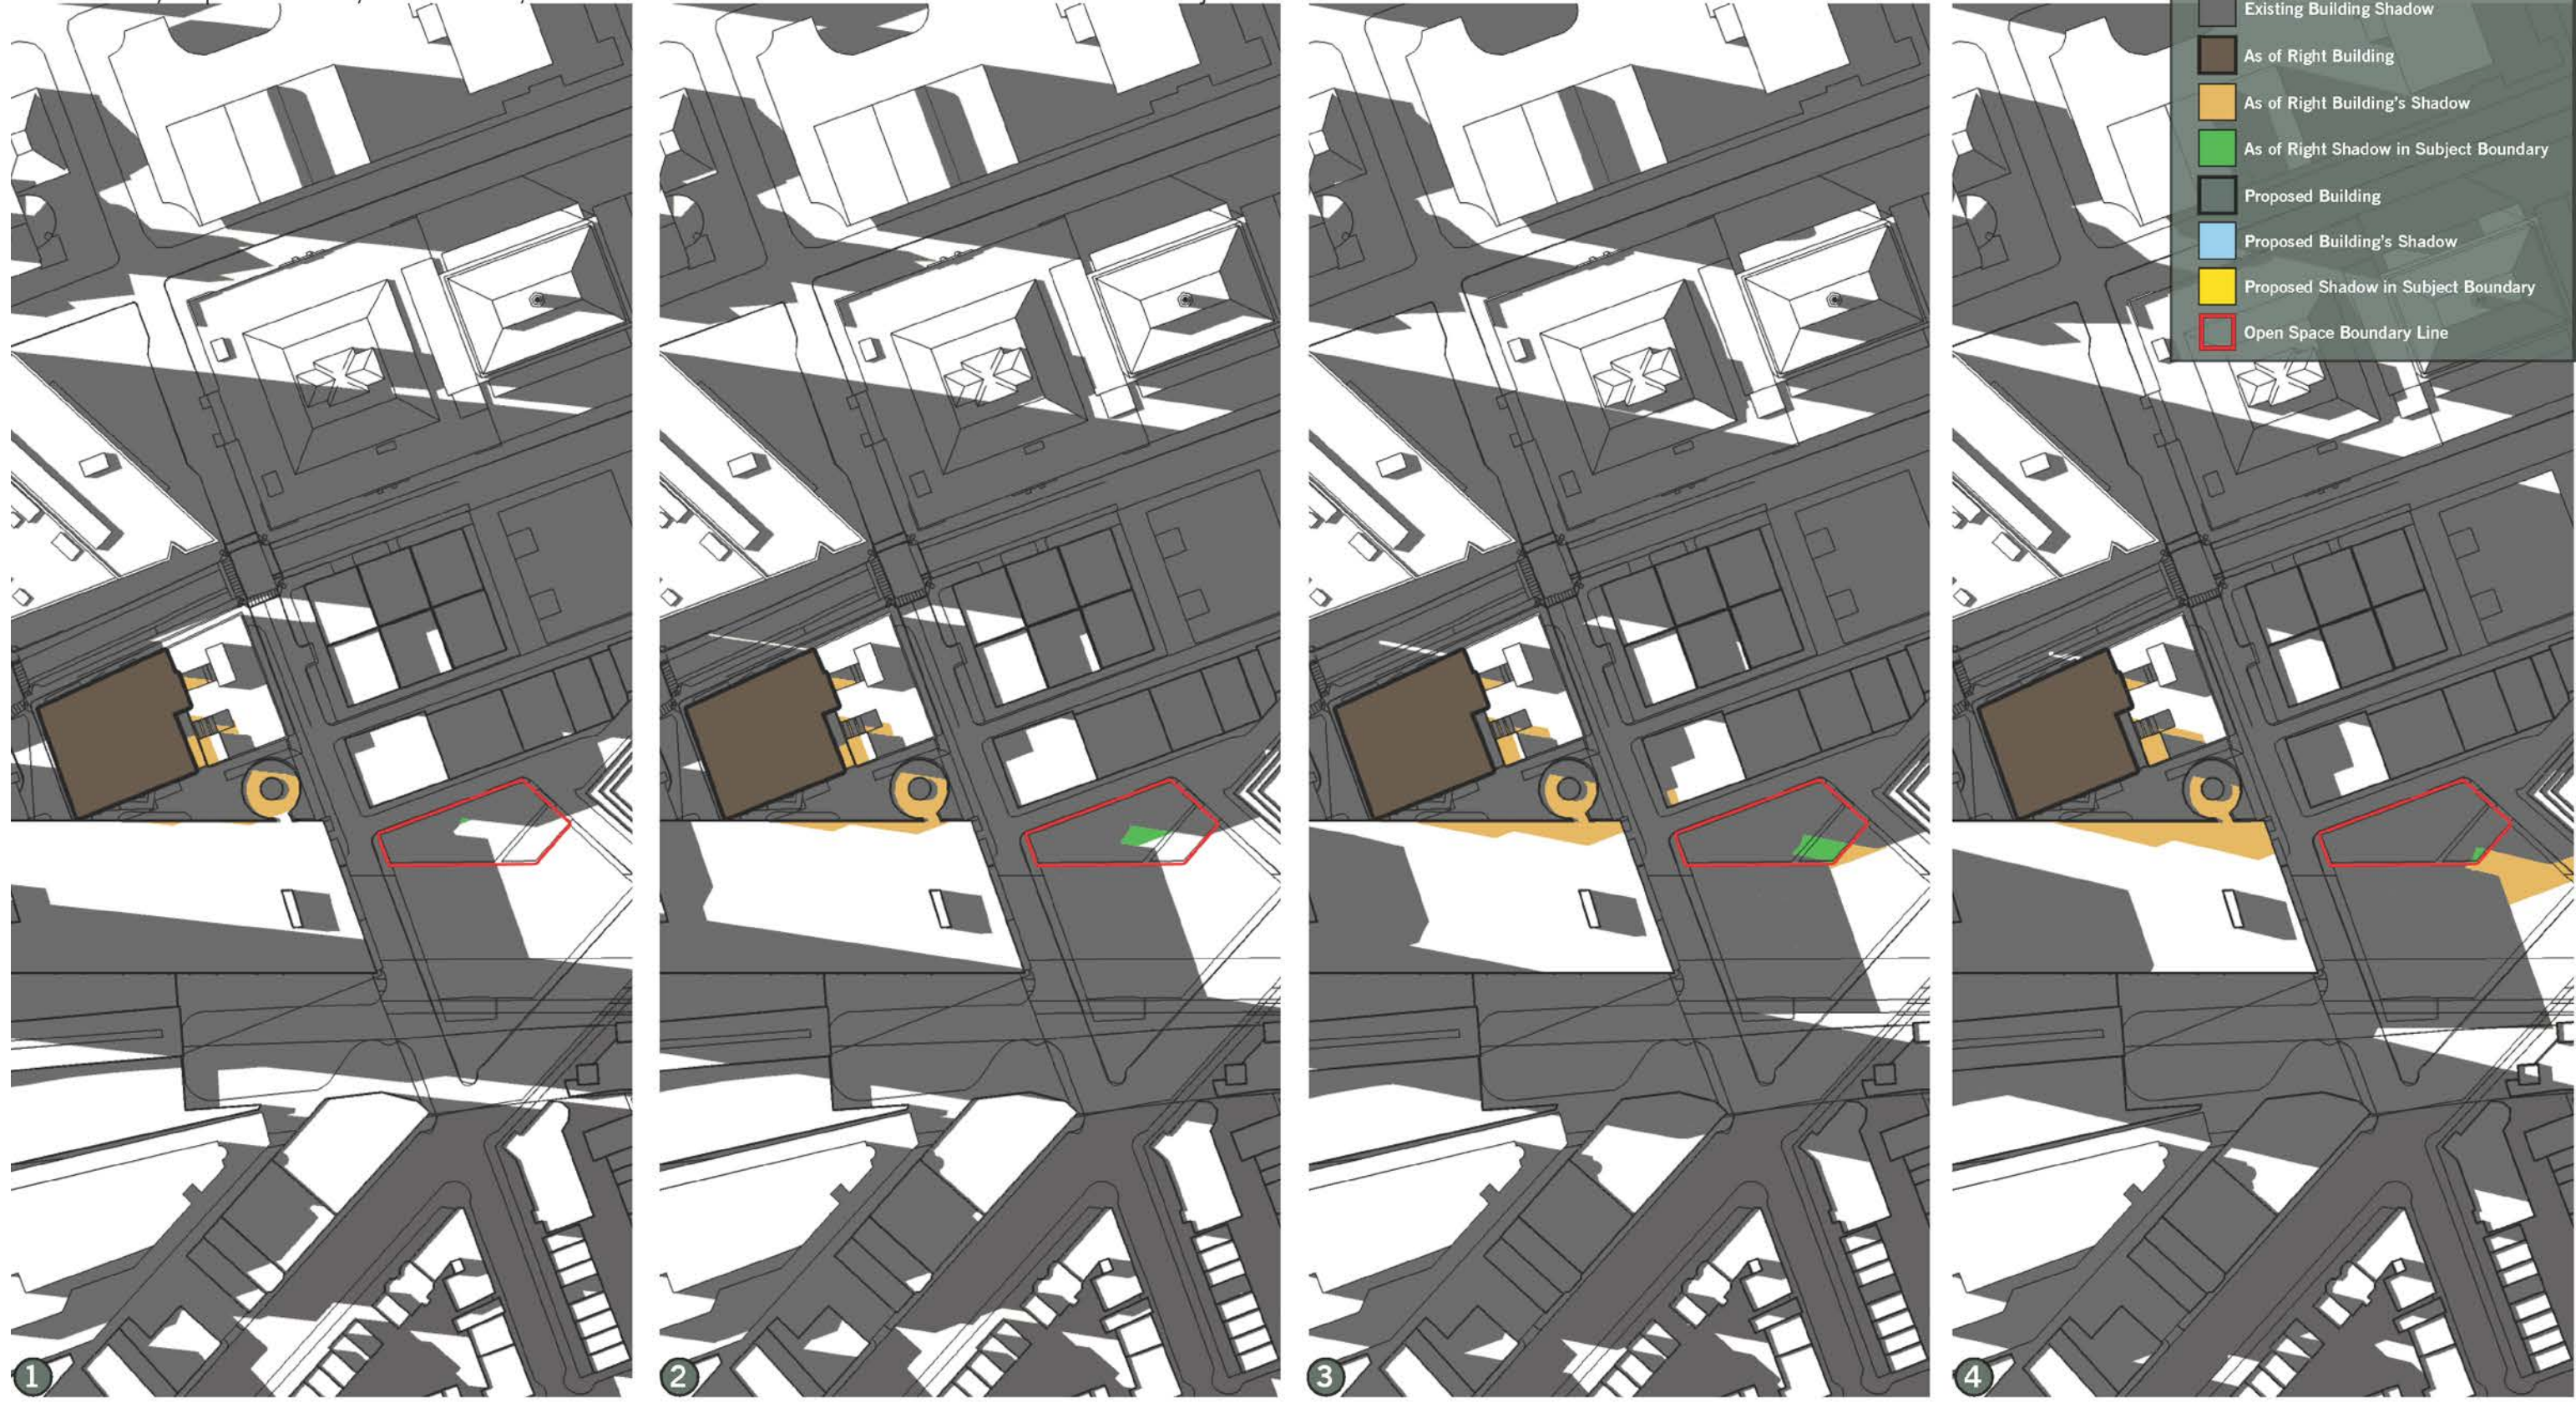 Existing Building Shadow
As of Right Building
As of Right Building's Shadow
As of Right Shadow in Subject Boundary
Proposed Building
Proposed Building's Shadow
Proposed Shadow in Subject Boundary
Open Space Boundary Line
1
2
3
4